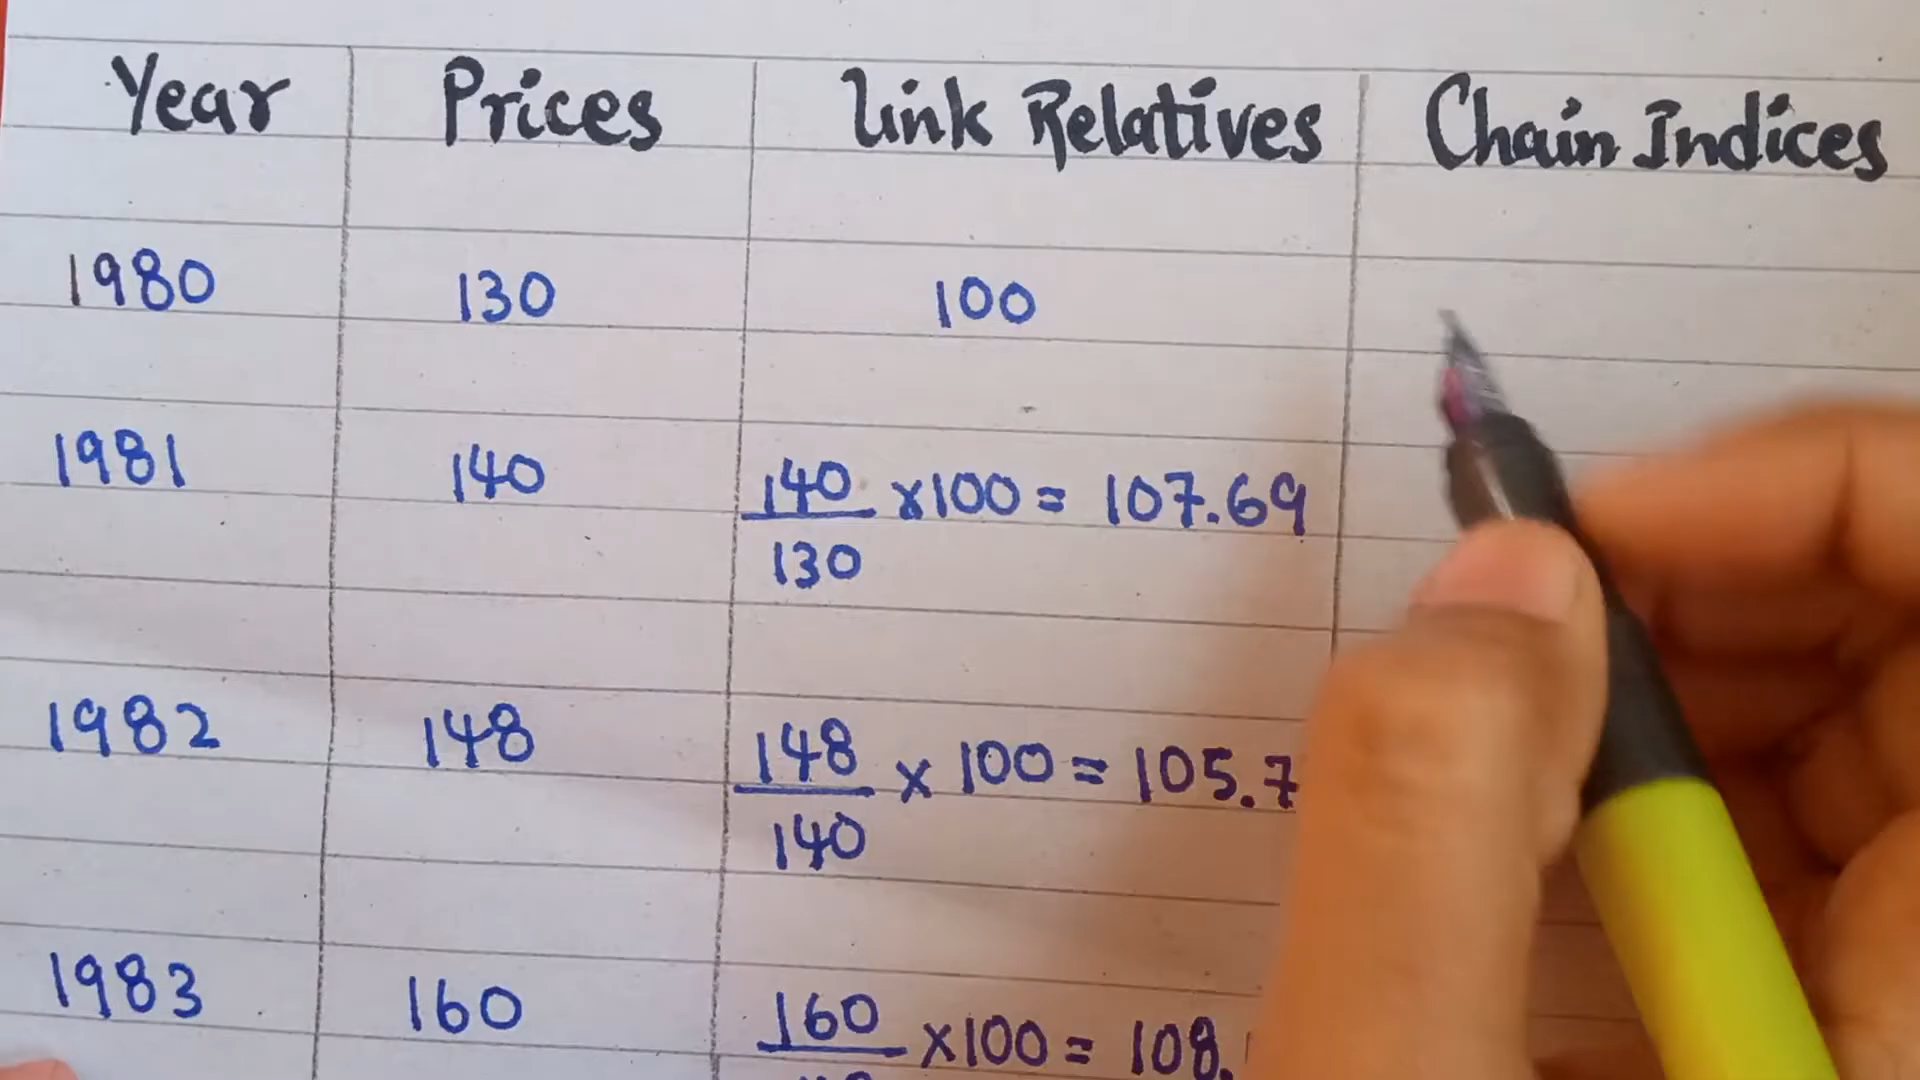 Year Prices Link Relatives Chain Indices
1980 130 100
1981 140 140 x100 = 107.69
130
1982 148 148 x 100 = 105.7
140
1983 160 160 x100 = 108.